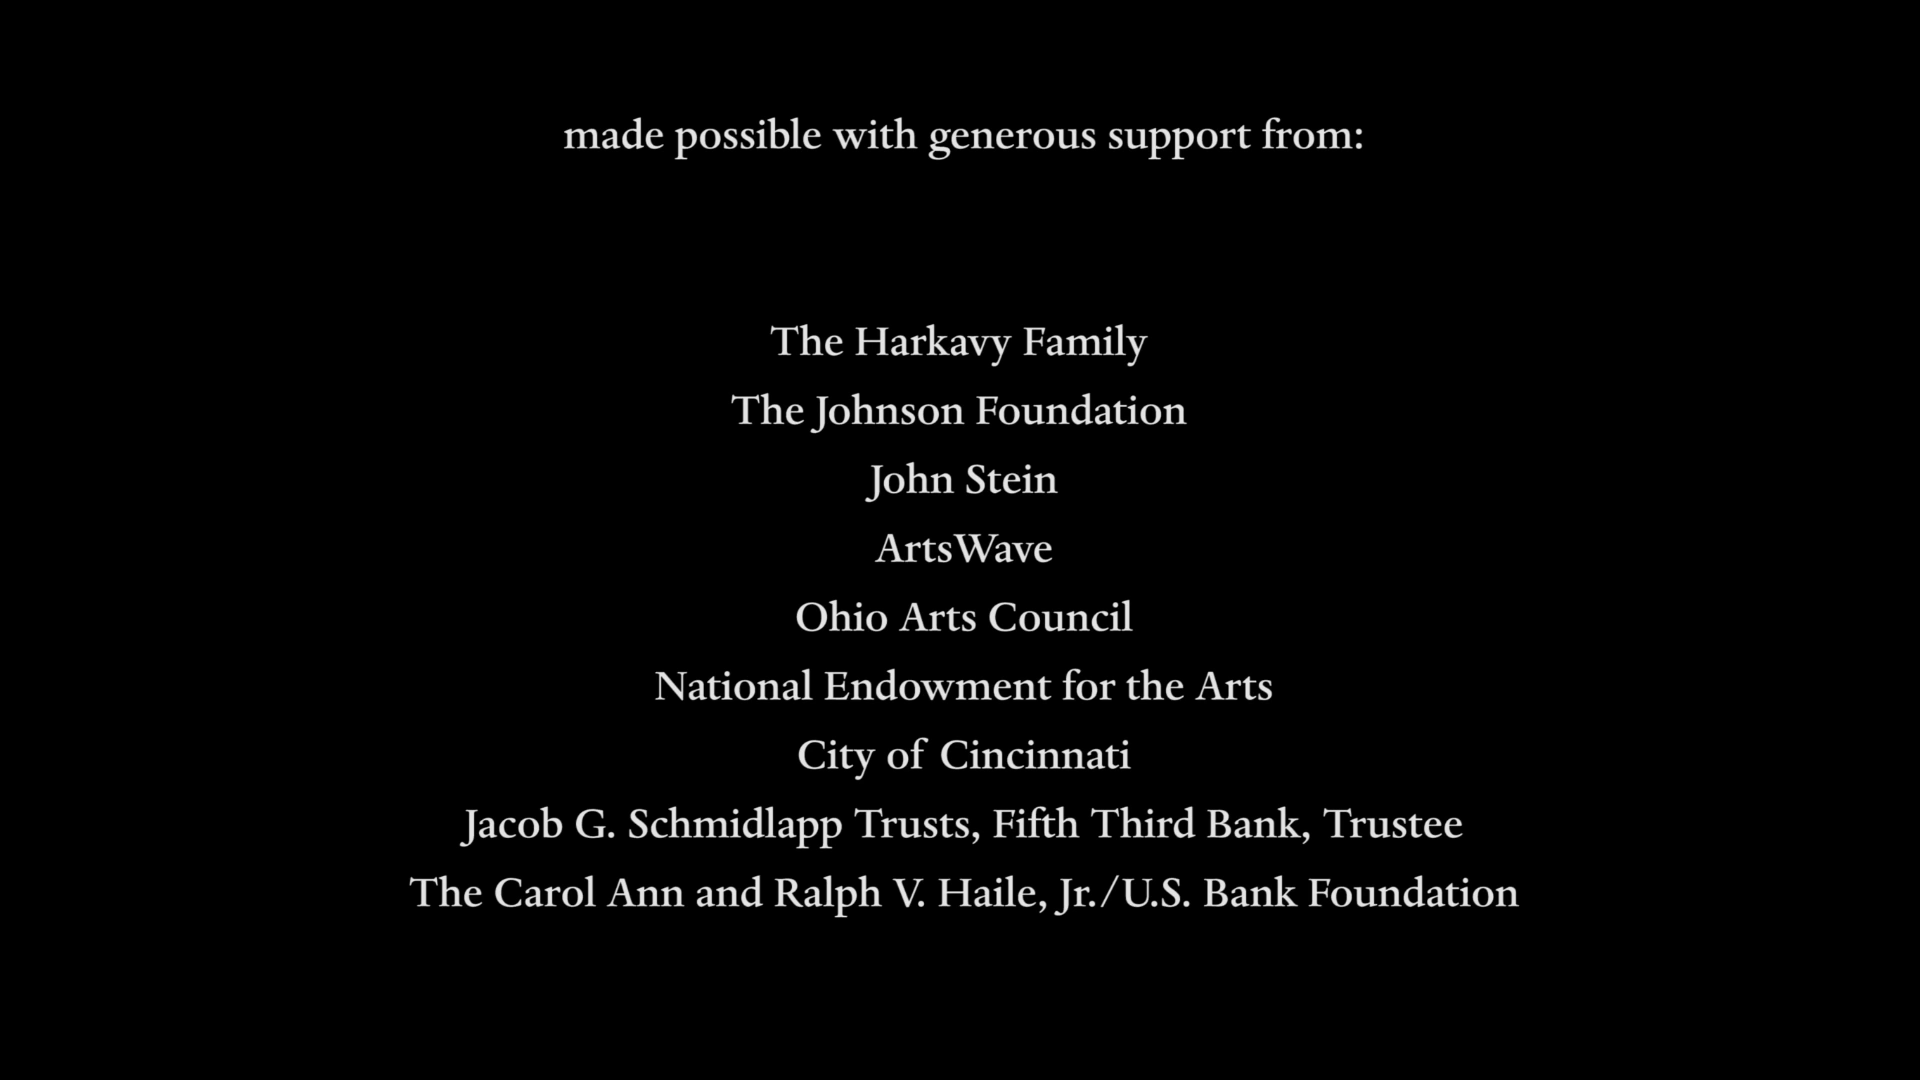 made possible with generous support from:
The Harkavy Family
The Johnson Foundation
John Stein
ArtsWave
Ohio Arts Council
National Endowment for the Arts
City of Cincinnati
Jacob G. Schmidlapp Trusts, Fifth Third Bank, Trustee
The Carol Ann and Ralph V. Haile, Jr./U.S. Bank Foundation